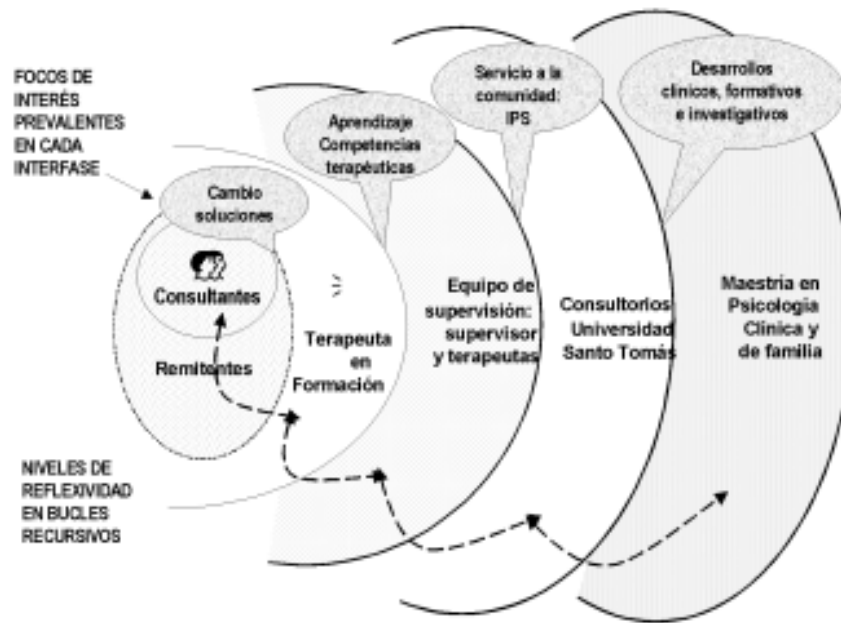 FOCOS DE
INTERÉS
PREVALENTES
EN CADA
INTERFASE
Cambio
soluciones
Aprendizaje
Competencias
terapéuticas
Servicio a la
comunidad:
IPS
Desarrollos
clínicos, formativos
e investigativos
Consultantes
Remitentes
Terapeuta
en
Formación
Equipo de
supervisión:
supervisor
y terapeutas
Consultorios
Universidad
Santo Tomás
Maestría en
Psicología
Clínica y
de familia
NIVELES DE
REFLEXIVIDAD
EN BUCLES
RECURSIVOS